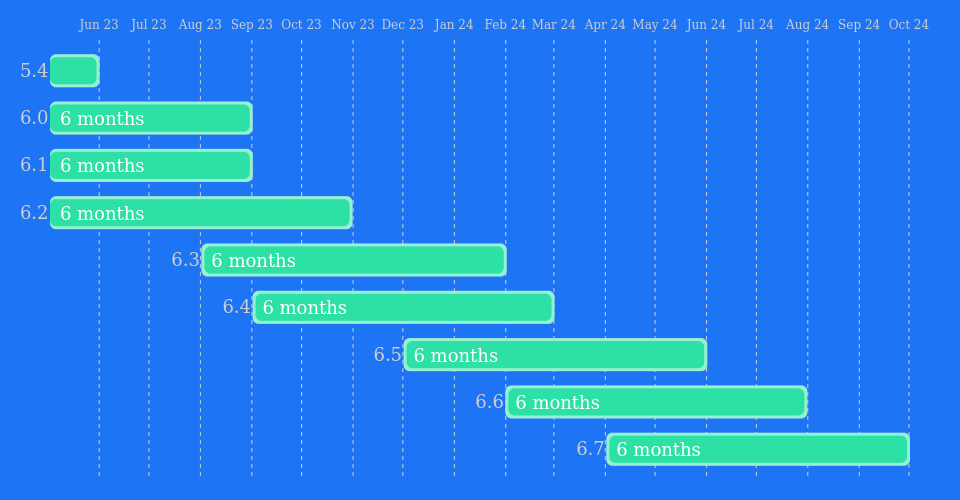 Jun 23 Jul 23 Aug 23 Sep 23 Oct 23 Nov 23 Dec 23 Jan 24 Feb 24 Mar 24 Apr 24 May 24 Jun 24 Jul 24 Aug 24 Sep 24 Oct 24
5.4
6.0 6 months
6.1 6 months
6.2 6 months
6.3 6 months
6.4 6 months
6.5 6 months
6.6 6 months
6.7 6 months